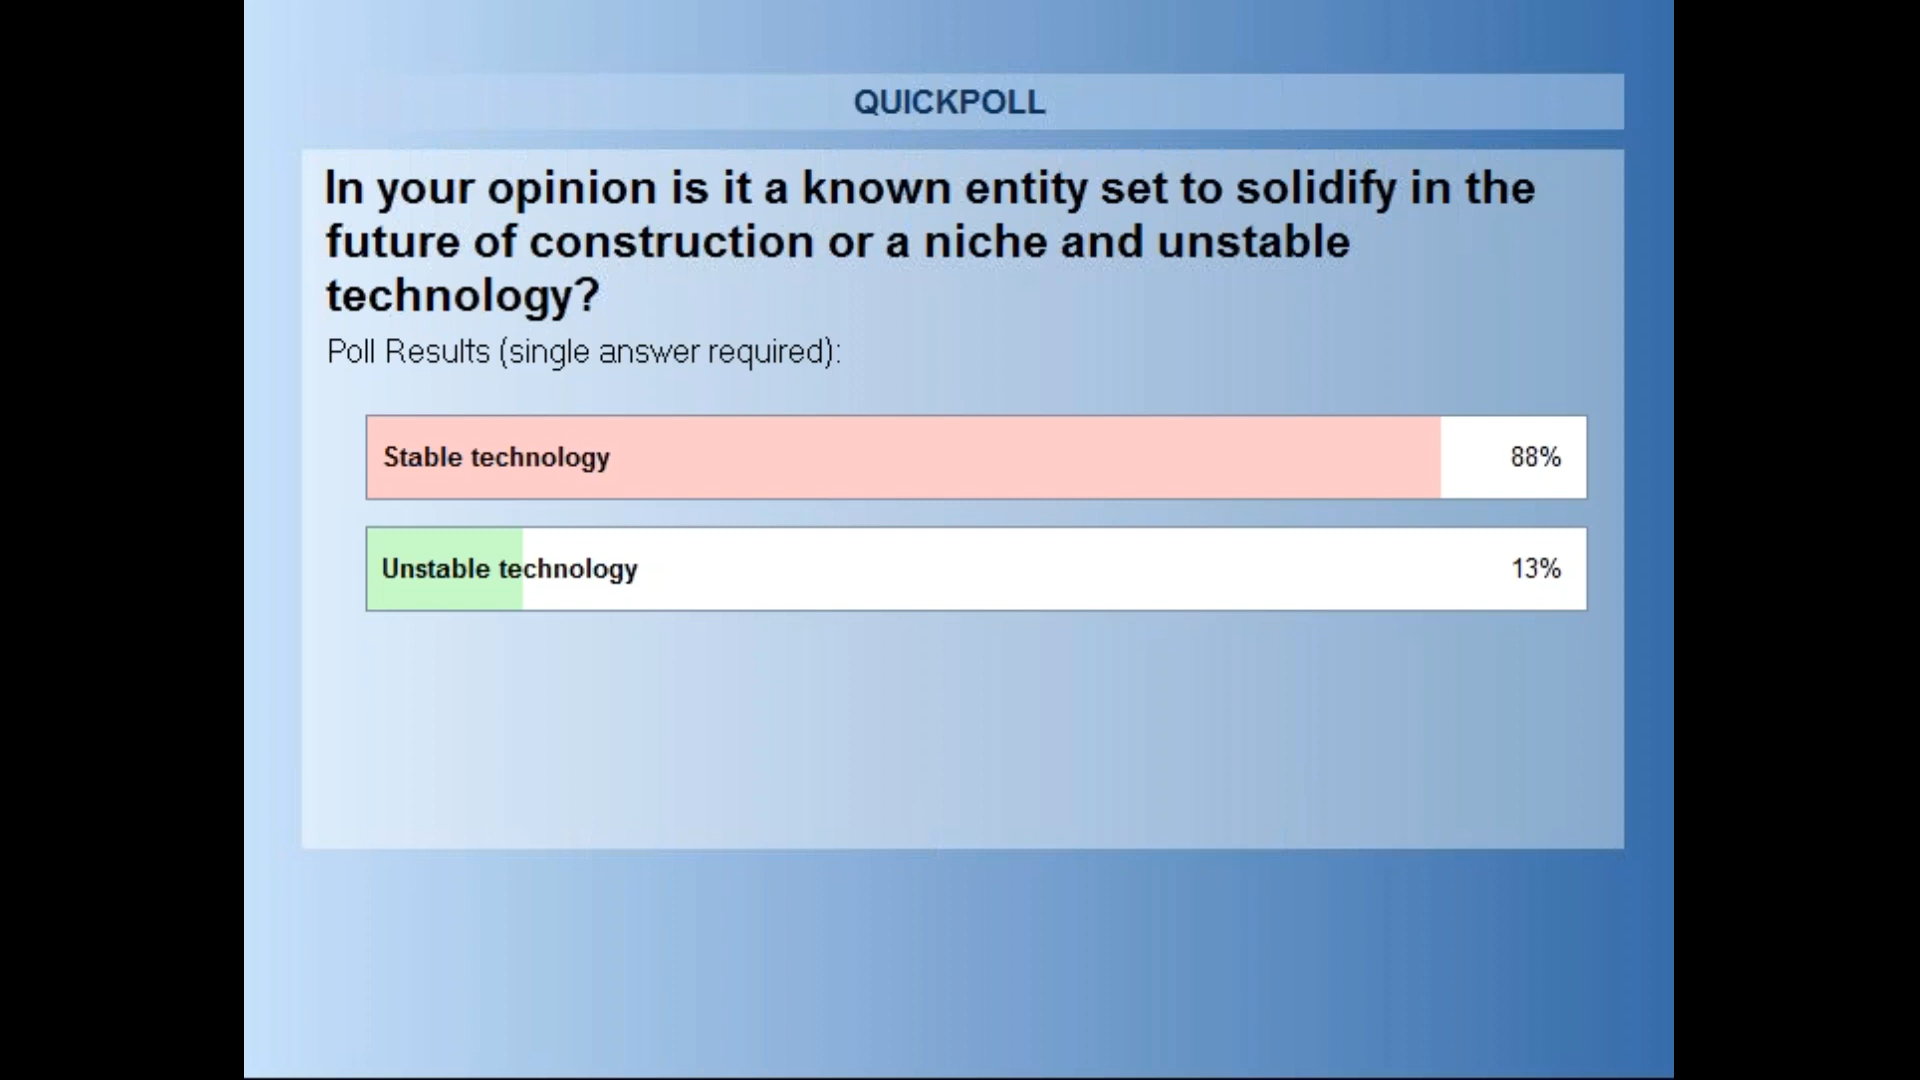 QUICKPOLL
In your opinion is it a known entity set to solidify in the
future of construction or a niche and unstable
technology?
Poll Results (single answer required):
Stable technology 88%
Unstable technology 13%